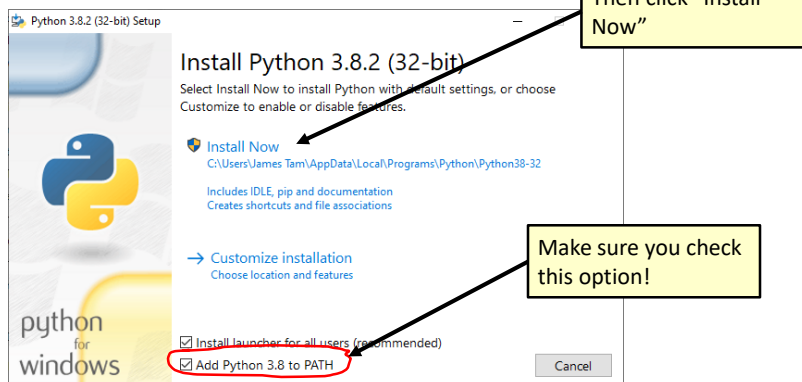 Python 3.8.2 (32-bit) Setup
Then click "Install
Now”
Install Python 3.8.2 (32-bit)
Select Install Now to install Python with default settings, or choose
Customize to enable or disable features.
Install Now
C:\Users\James Tam\AppData\Local\Programs\Python\Python38-32
Includes IDLE, pip and documentation
Creates shortcuts and file associations
Customize installation
Choose location and features
Make sure you check
this option!
python
for
windows
Install launcher for all users (recommended)
Add Python 3.8 to PATH
Cancel